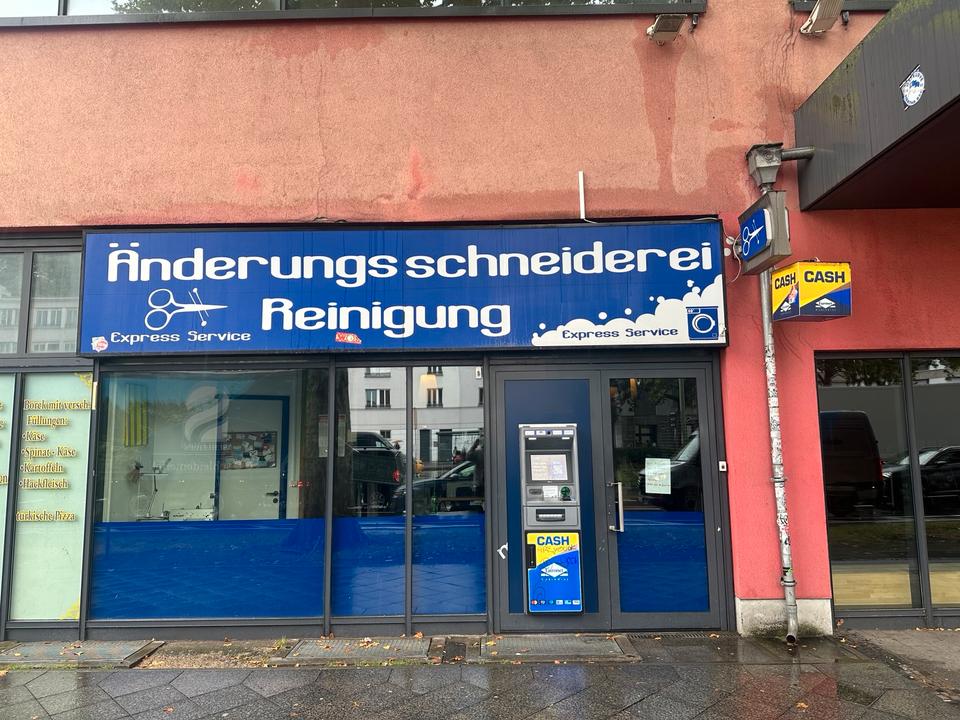 Änderungsschneiderei
Reinigung
Express Service
Express Service
CASH
CASH
Börek mit versch.
Füllungen:
•Käse
•Spinat - Käse
•Kartoffeln
•Hackfleisch
türkische Pizza
CASH
Euronet